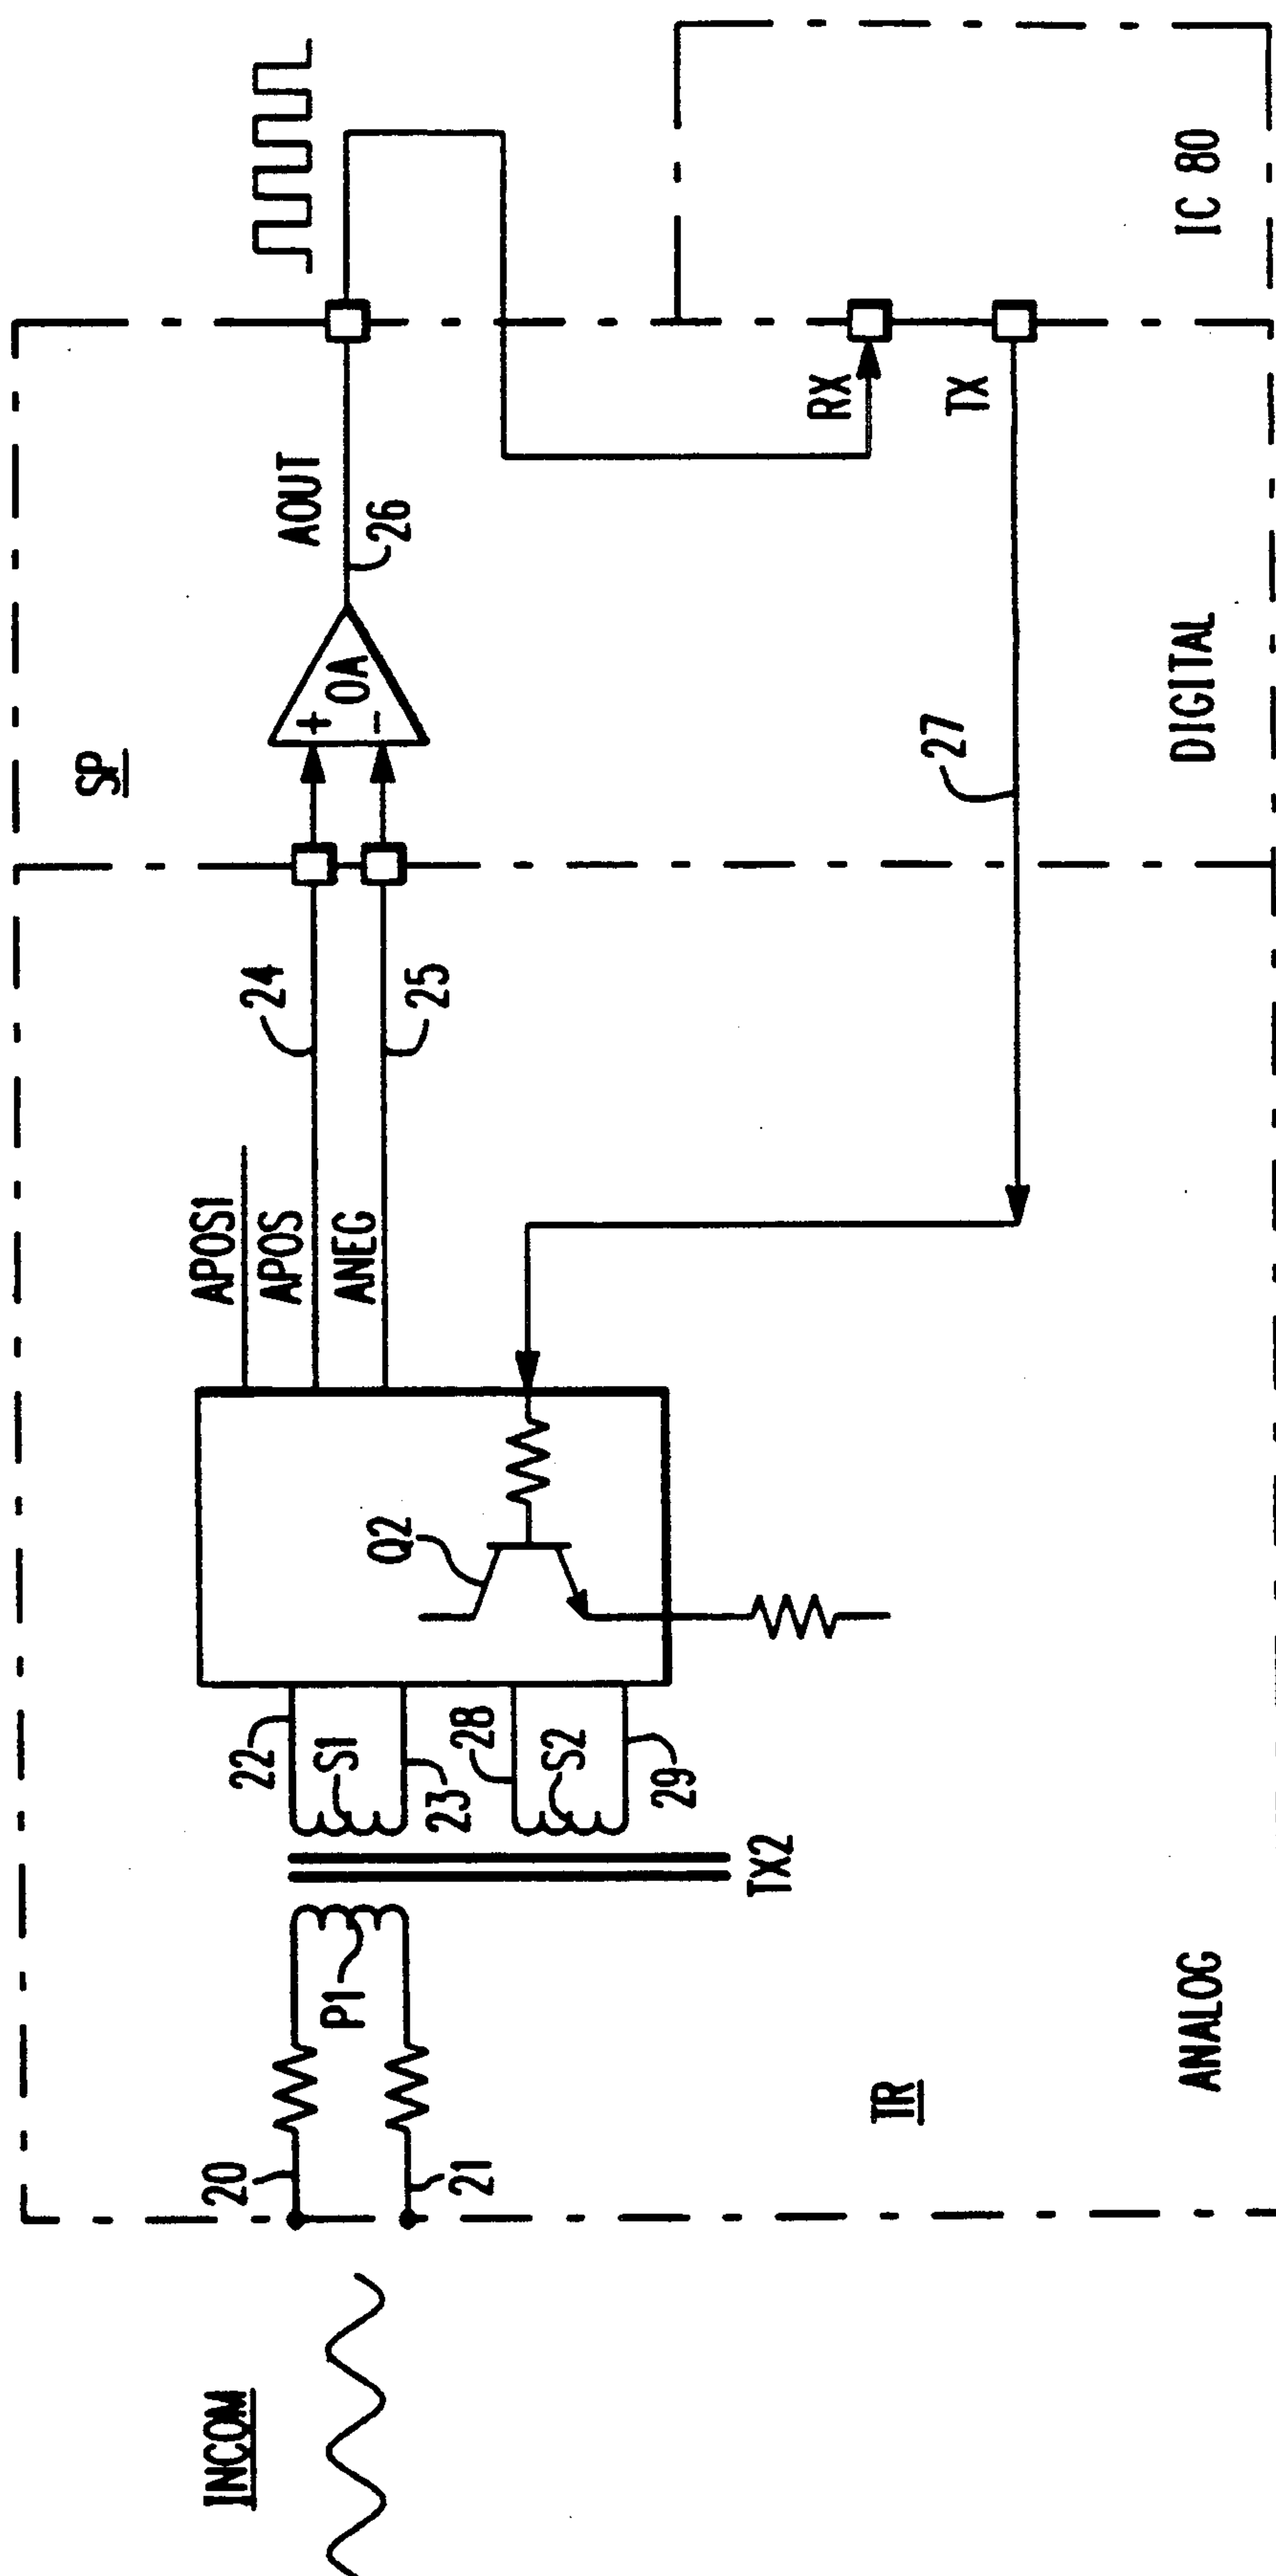 INCOM
20
21
P1
TX2
22
S1
23
28
S2
29
Q2
APOS1
APOS
ANEG
24
25
TR
ANALOG
SP
+
-
OA
AOUT
26
27
RX
TX
DIGITAL
IC 80